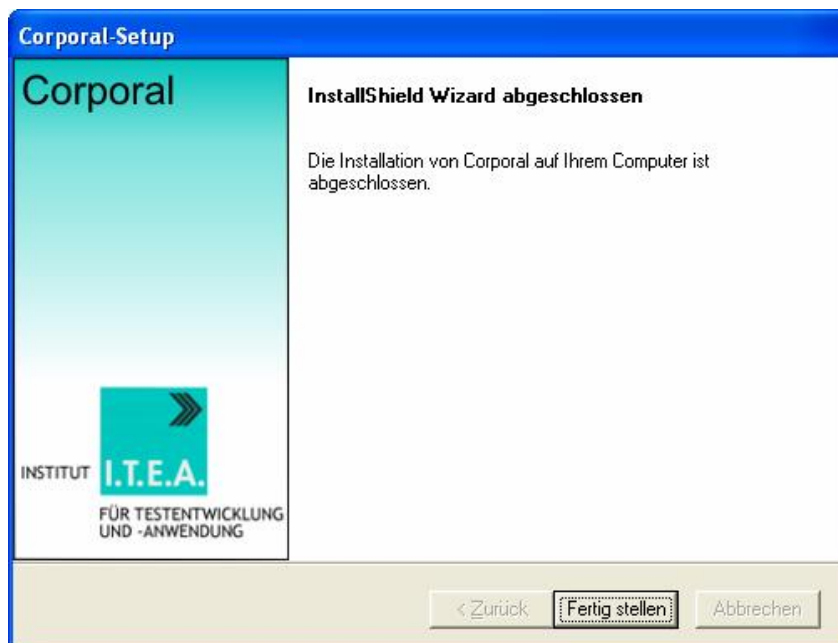 Corporal-Setup
Corporal
InstallShield Wizard abgeschlossen
Die Installation von Corporal auf Ihrem Computer ist
abgeschlossen.
INSTITUT I.T.E.A.
FÜR TESTENTWICKLUNG
UND -ANWENDUNG
< Zurück Fertig stellen Abbrechen